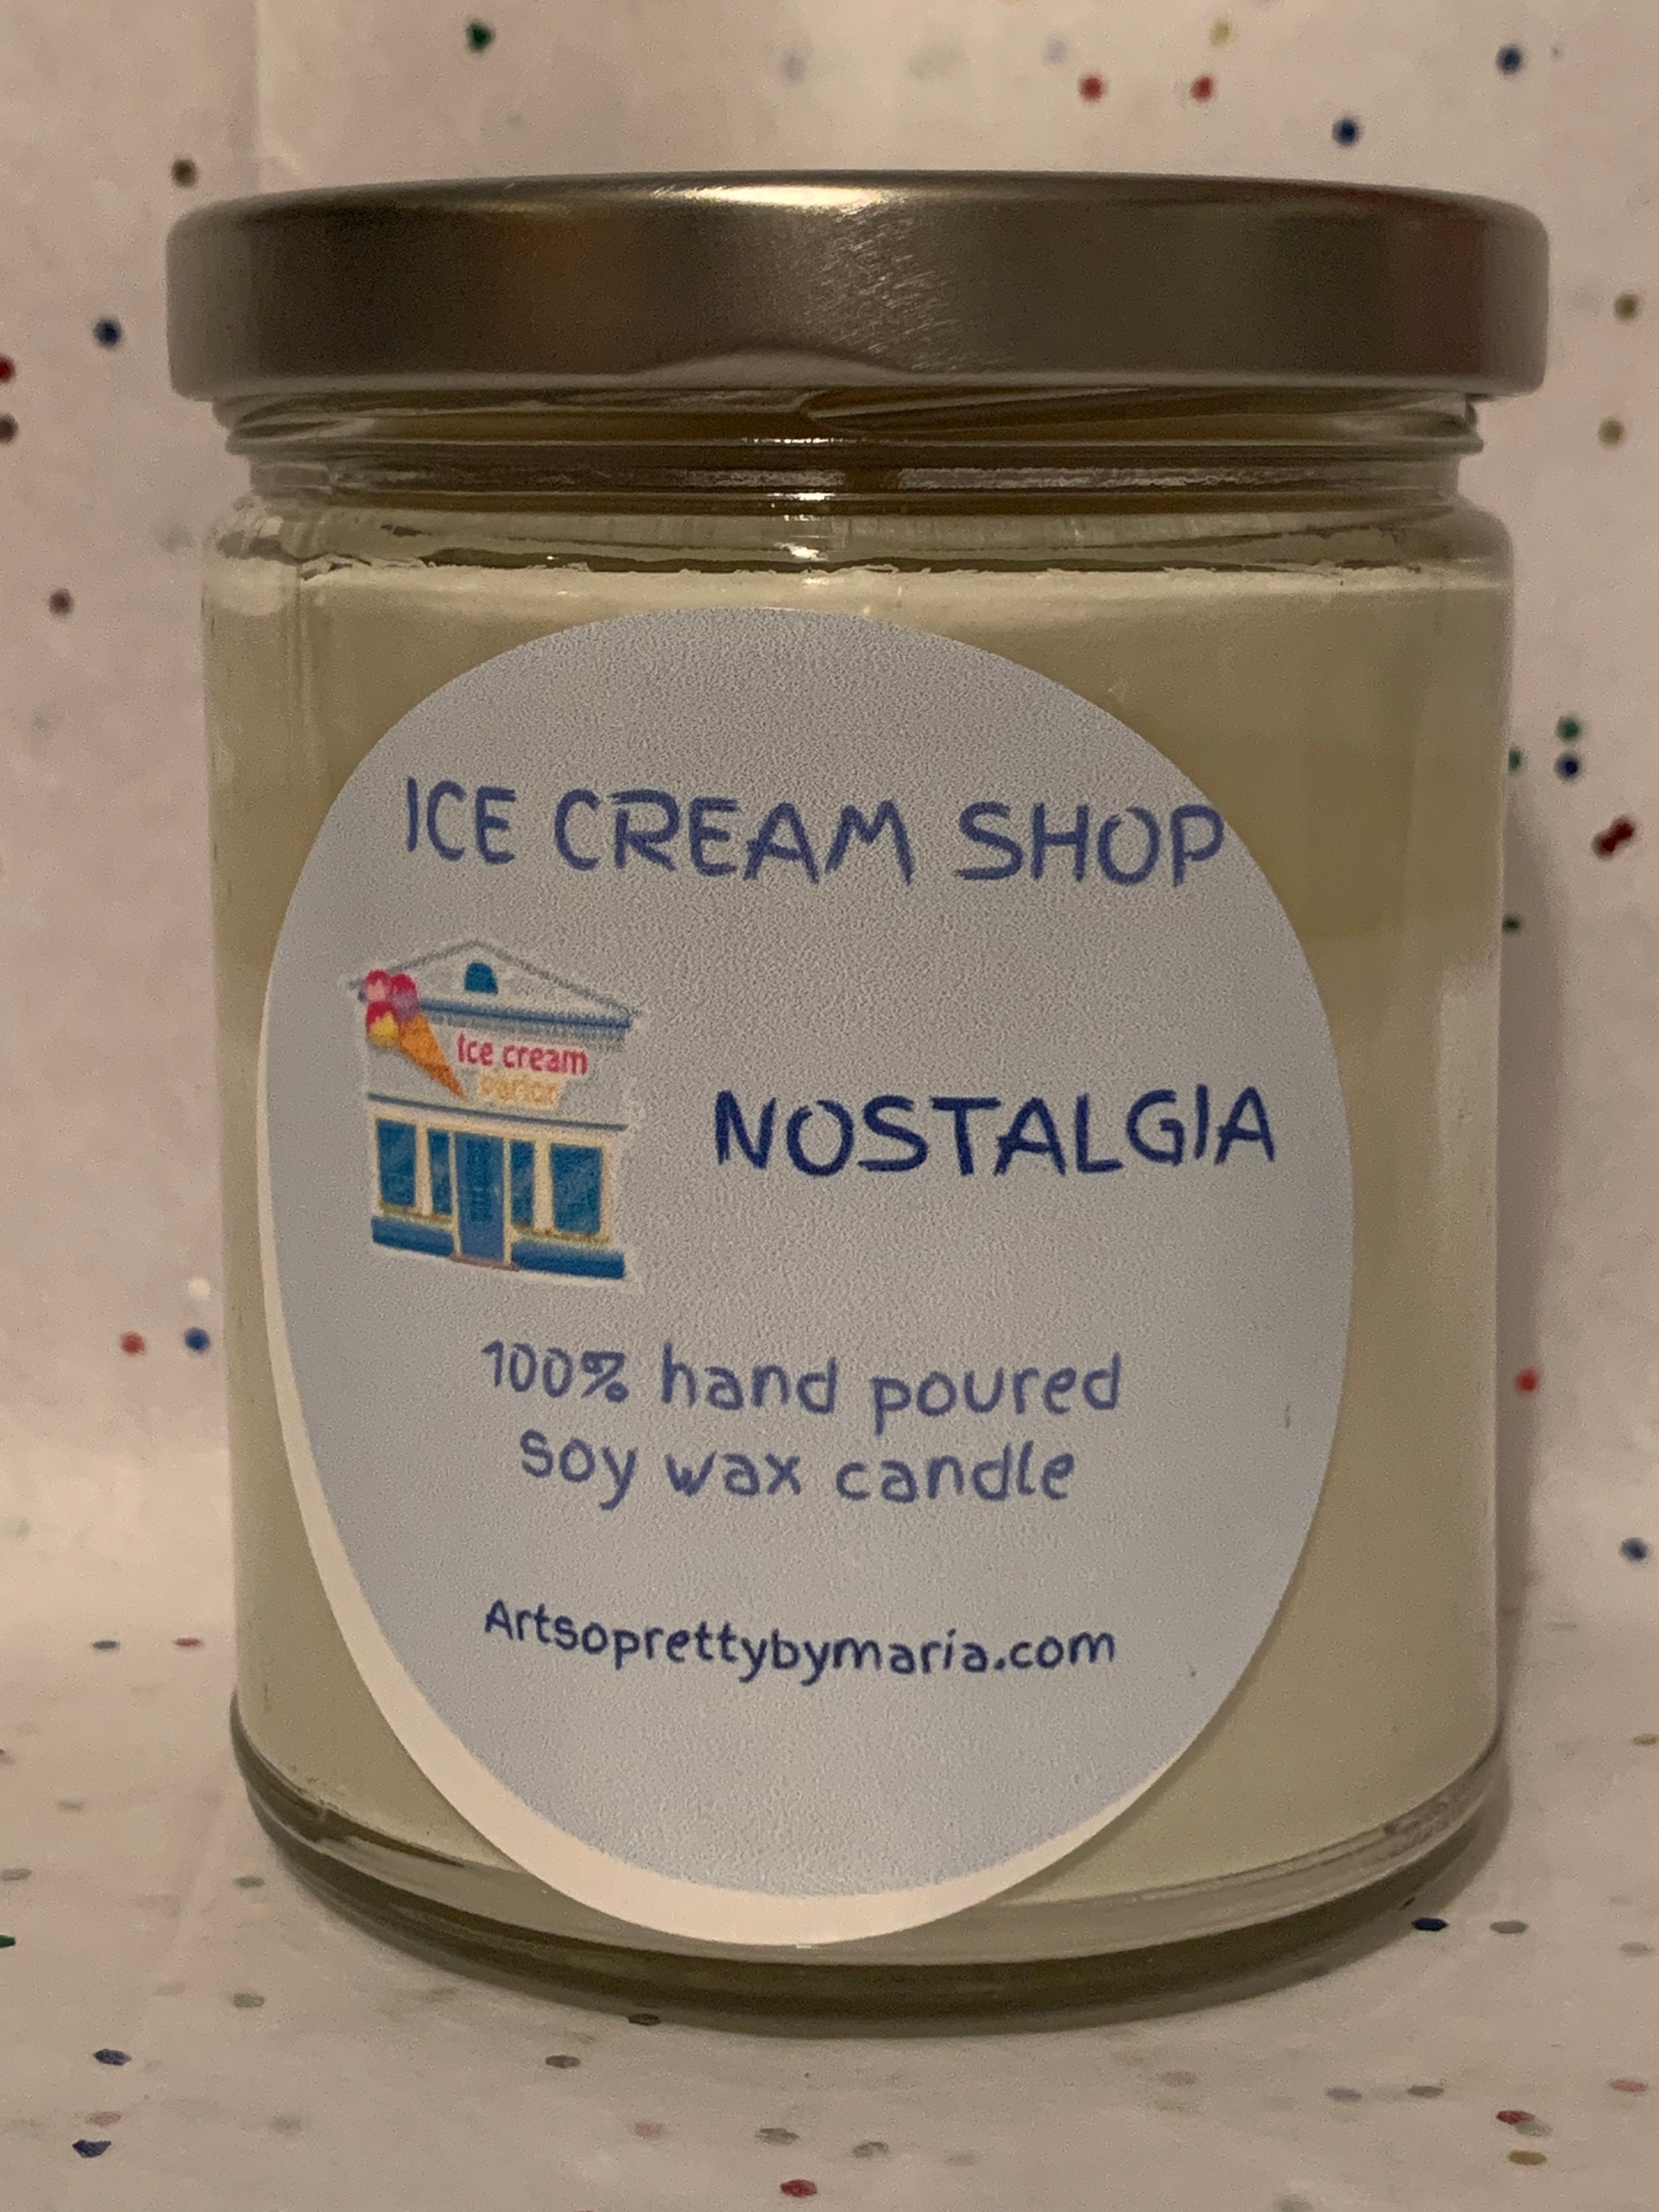 ICE CREAM SHOP
Ice cream
parlor
NOSTALGIA
100% hand poured
soy wax candle
Artsoprettybymaria.com